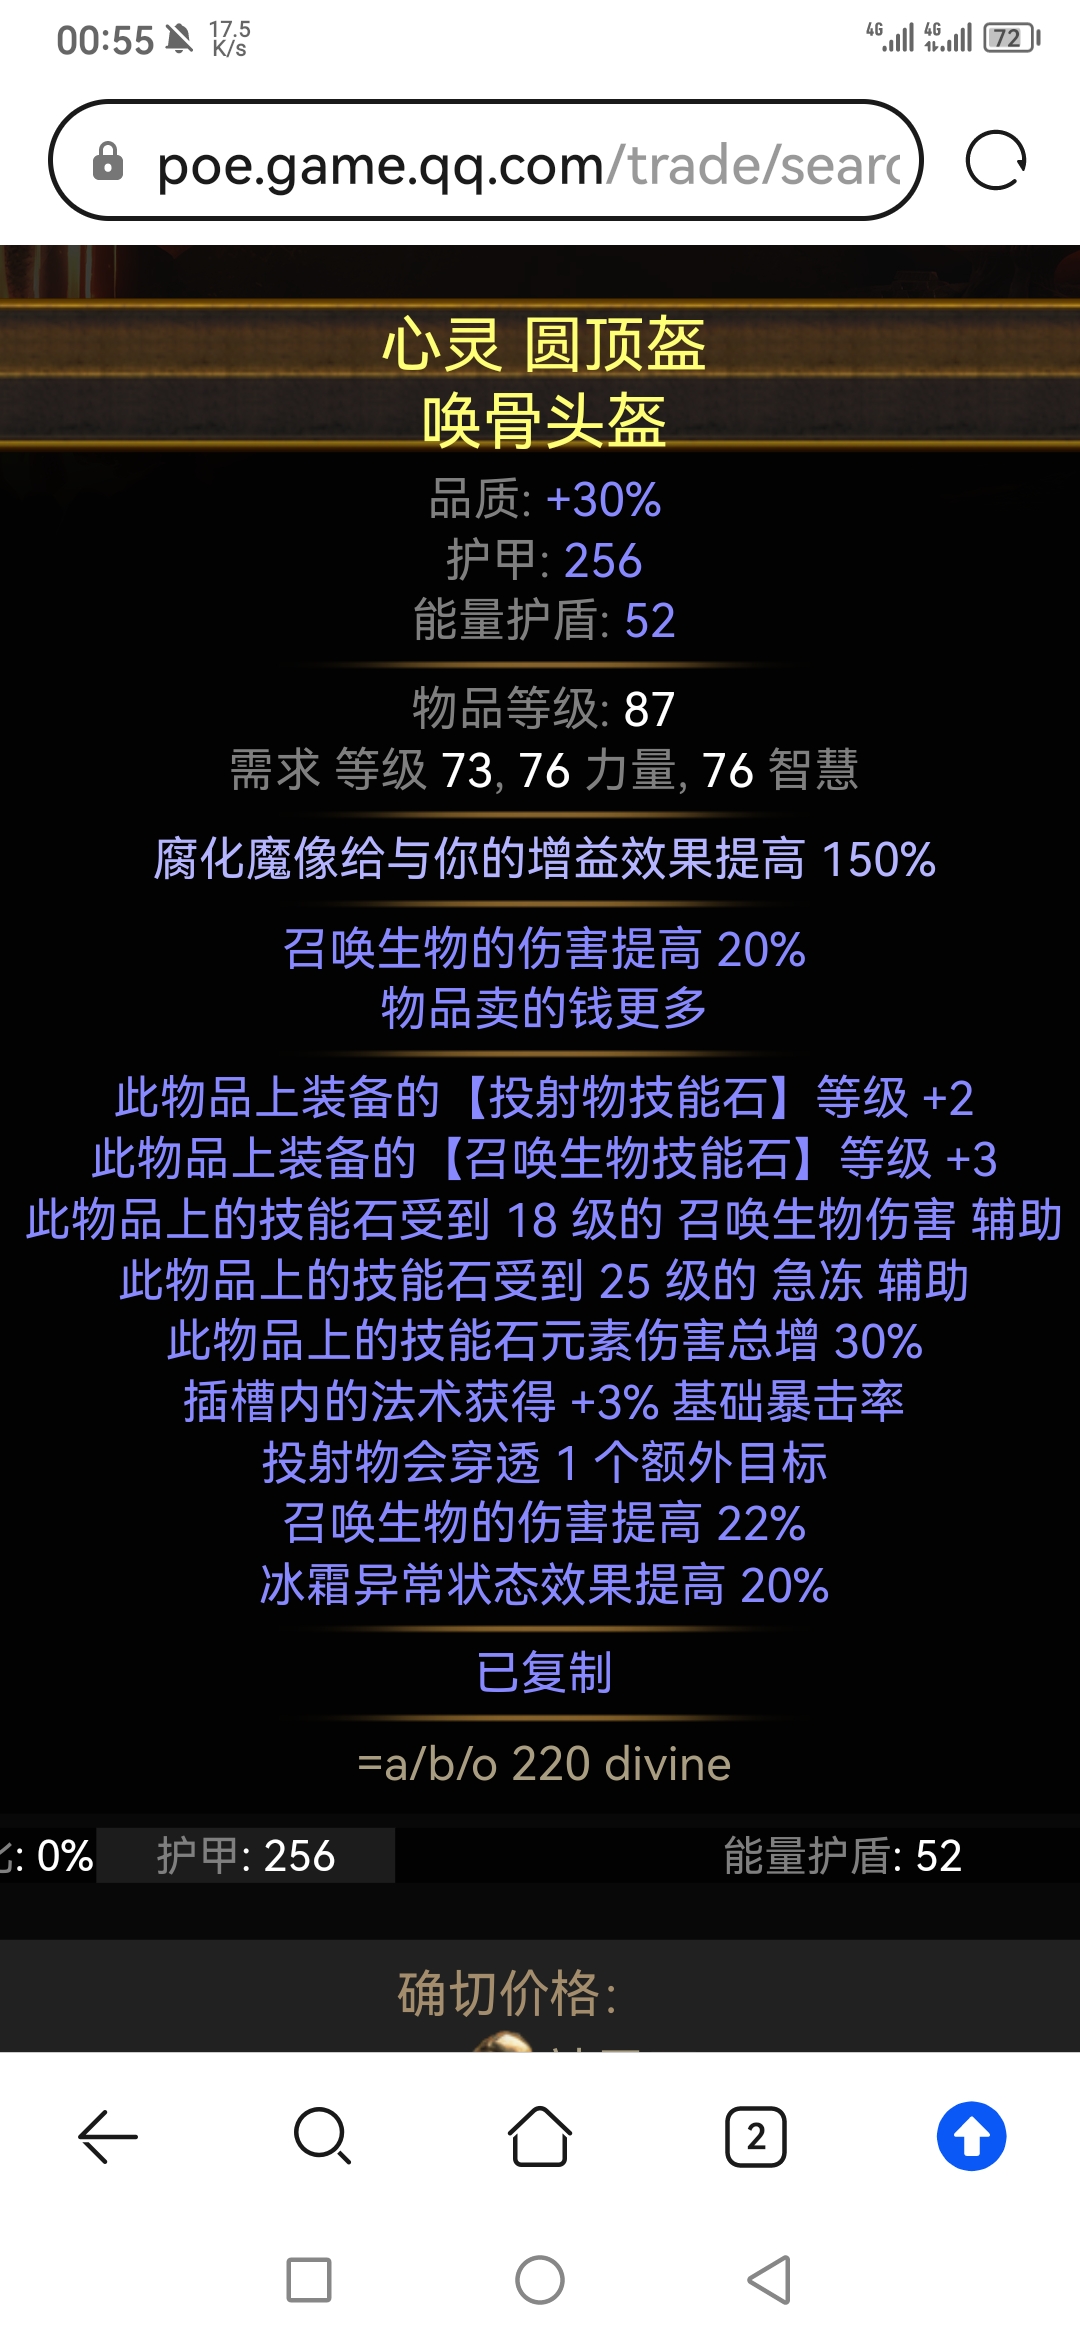 00:55
17.5
K/s
4G
4G
72
poe.game.qq.com/trade/searc
心灵 圆顶盔
唤骨头盔
品质: +30%
护甲: 256
能量护盾: 52
物品等级: 87
需求 等级 73, 76 力量, 76 智慧
腐化魔像给与你的增益效果提高 150%
召唤生物的伤害提高 20%
物品卖的钱更多
此物品上装备的【投射物技能石】等级 +2
此物品上装备的【召唤生物技能石】等级 +3
此物品上的技能石受到 18 级的 召唤生物伤害 辅助
此物品上的技能石受到 25 级的 急冻 辅助
此物品上的技能石元素伤害总增 30%
插槽内的法术获得 +3% 基础暴击率
投射物会穿透 1 个额外目标
召唤生物的伤害提高 22%
冰霜异常状态效果提高 20%
已复制
=a/b/o 220 divine
: 0% 护甲: 256 能量护盾: 52
确切价格:
2